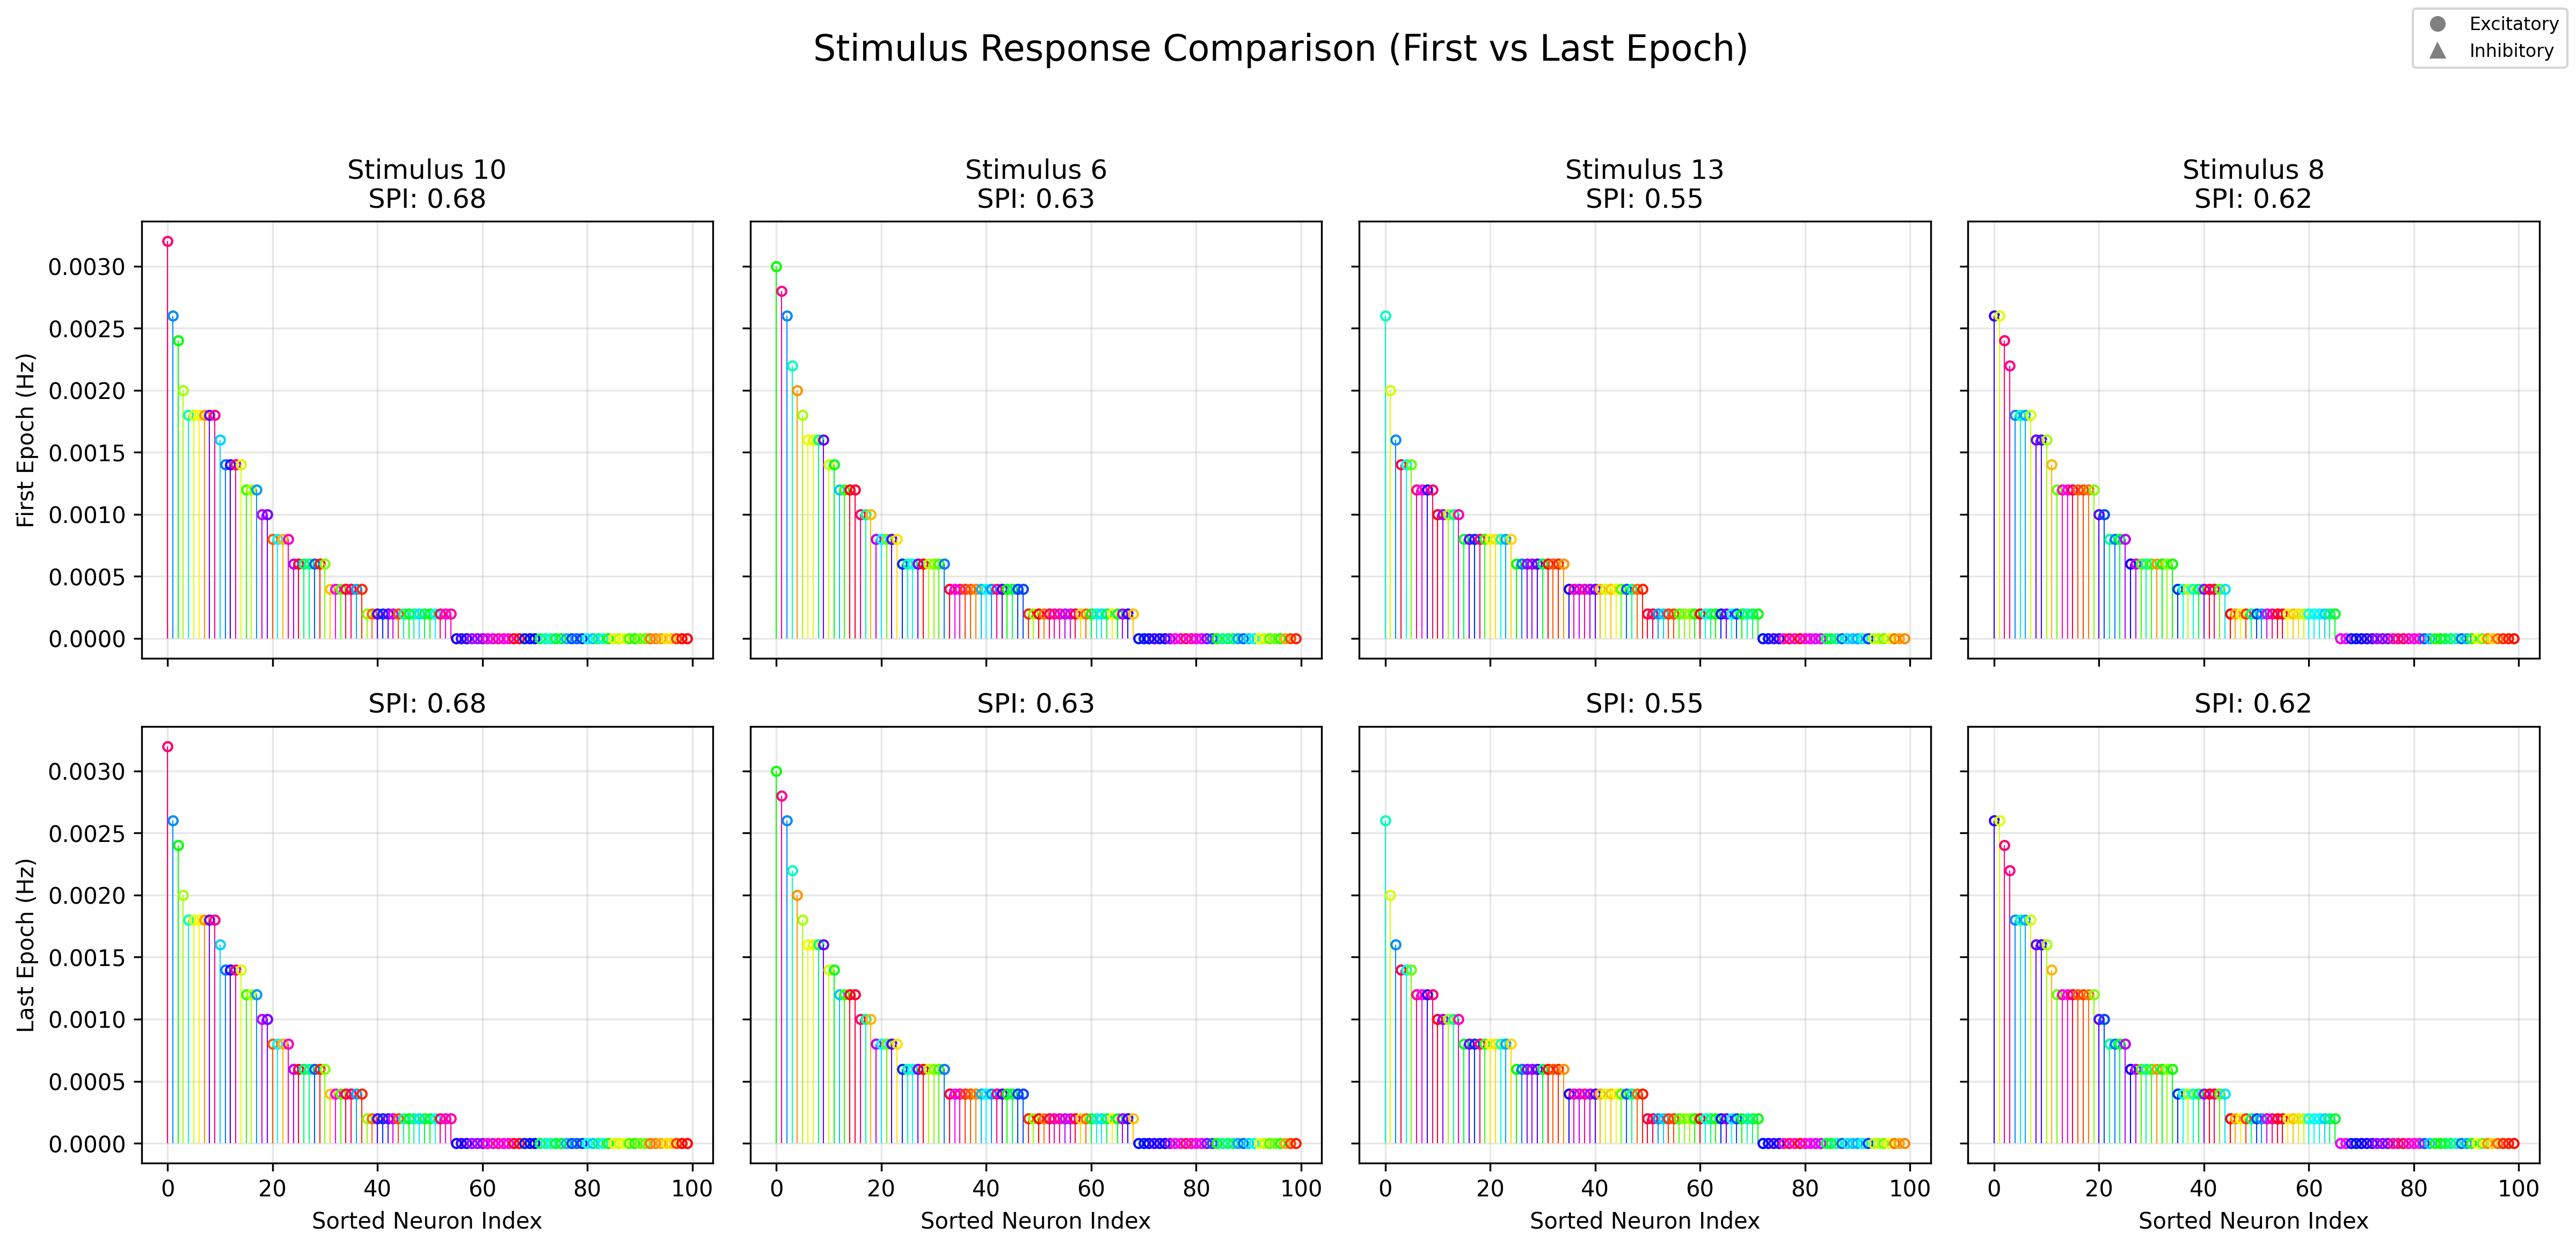 Stimulus Response Comparison (First vs Last Epoch)
Excitatory
Inhibitory
Stimulus 10
SPI: 0.68
Stimulus 6
SPI: 0.63
Stimulus 13
SPI: 0.55
Stimulus 8
SPI: 0.62
First Epoch (Hz)
0.0030
0.0025
0.0020
0.0015
0.0010
0.0005
0.0000
SPI: 0.68
SPI: 0.63
SPI: 0.55
SPI: 0.62
Last Epoch (Hz)
0.0030
0.0025
0.0020
0.0015
0.0010
0.0005
0.0000
0 20 40 60 80 100
0 20 40 60 80 100
0 20 40 60 80 100
0 20 40 60 80 100
Sorted Neuron Index
Sorted Neuron Index
Sorted Neuron Index
Sorted Neuron Index